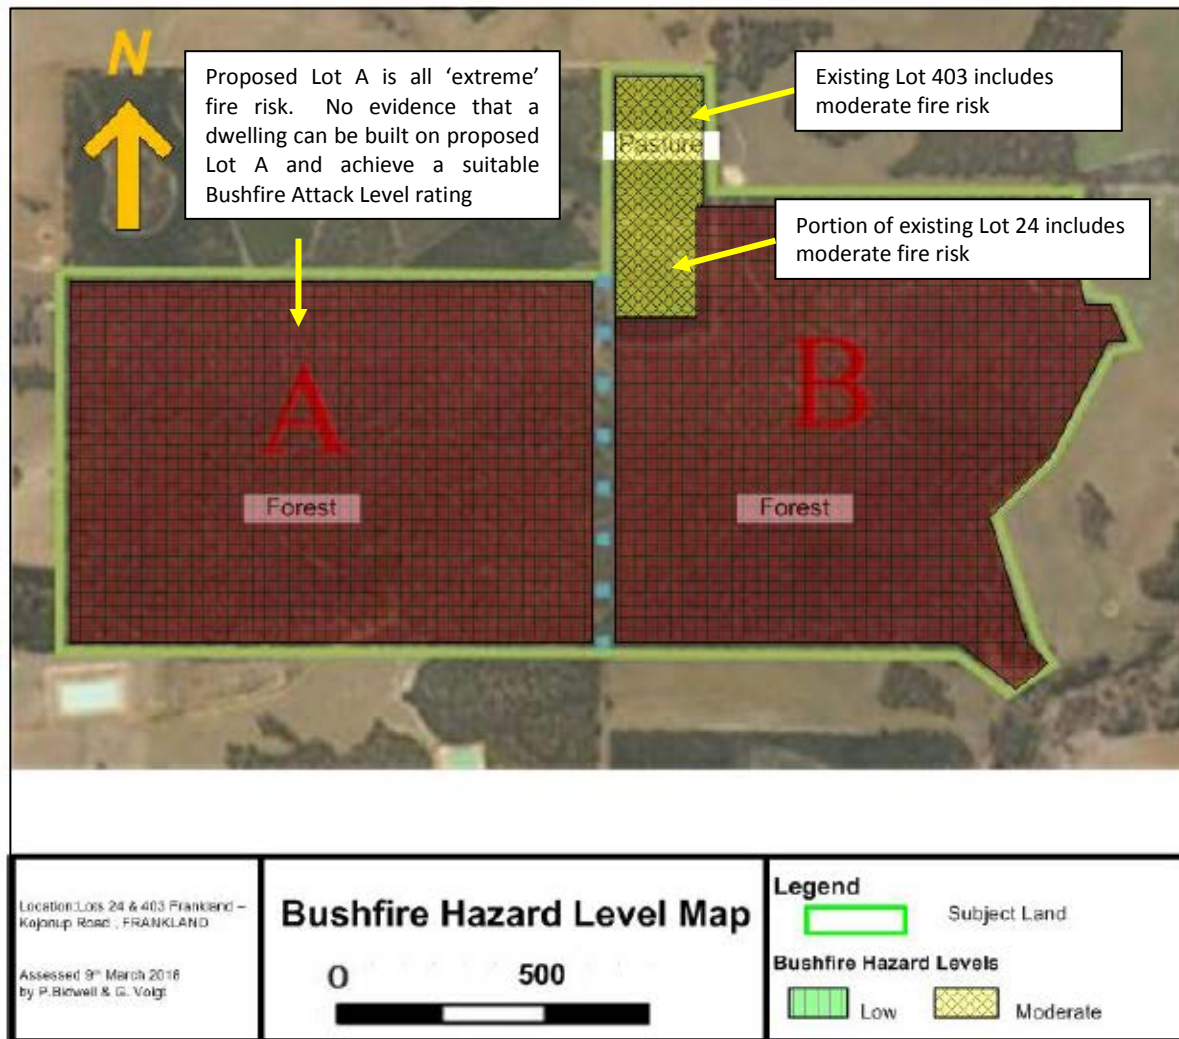 N
Proposed Lot A is all ‘extreme’
fire risk. No evidence that a
dwelling can be built on proposed
Lot A and achieve a suitable
Bushfire Attack Level rating
Existing Lot 403 includes
moderate fire risk
Pasture
Portion of existing Lot 24 includes
moderate fire risk
A
B
Forest
Forest
Location:Lots 24 & 403 Frankland –
Kojonup Road , FRANKLAND
Assessed 9th March 2016
by P.Bidwell & G. Voigt
Bushfire Hazard Level Map
0 500
Legend
Subject Land
Bushfire Hazard Levels
Low Moderate